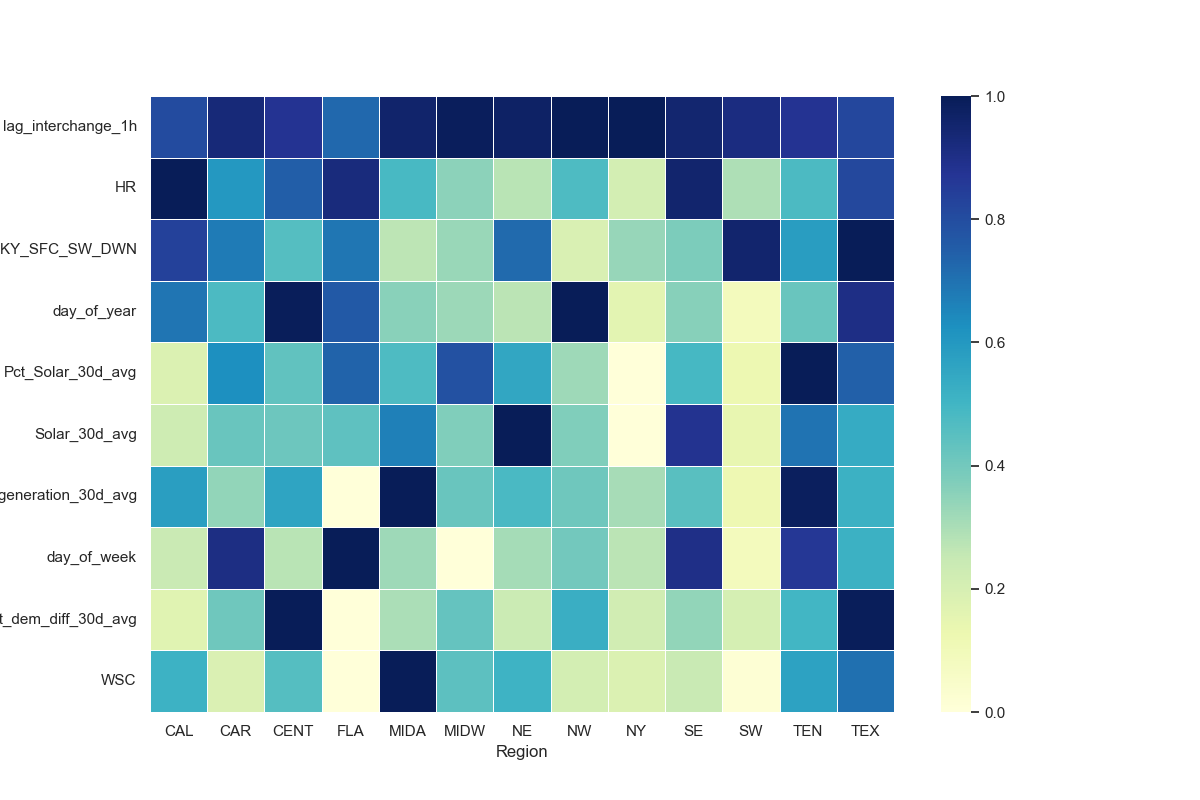 lag_interchange_1h
HR
KY_SFC_SW_DWN
day_of_year
Pct_Solar_30d_avg
Solar_30d_avg
generation_30d_avg
day_of_week
t_dem_diff_30d_avg
WSC
CAL CAR CENT FLA MIDA MIDW NE NW NY SE SW TEN TEX
Region
1.0
0.8
0.6
0.4
0.2
0.0